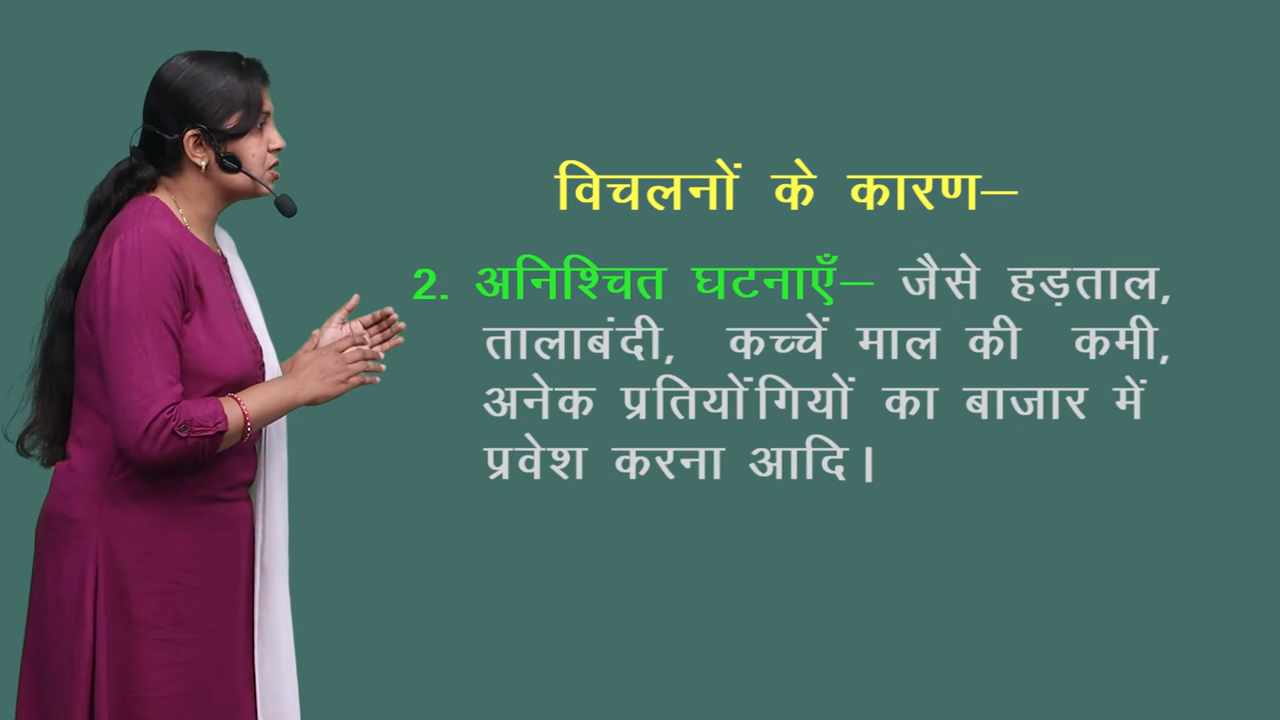 विचलनों के कारण–
2. अनिश्चित घटनाएँ– जैसे हड़ताल,
तालाबंदी, कच्चें माल की कमी,
अनेक प्रतियोंगियों का बाजार में
प्रवेश करना आदि।